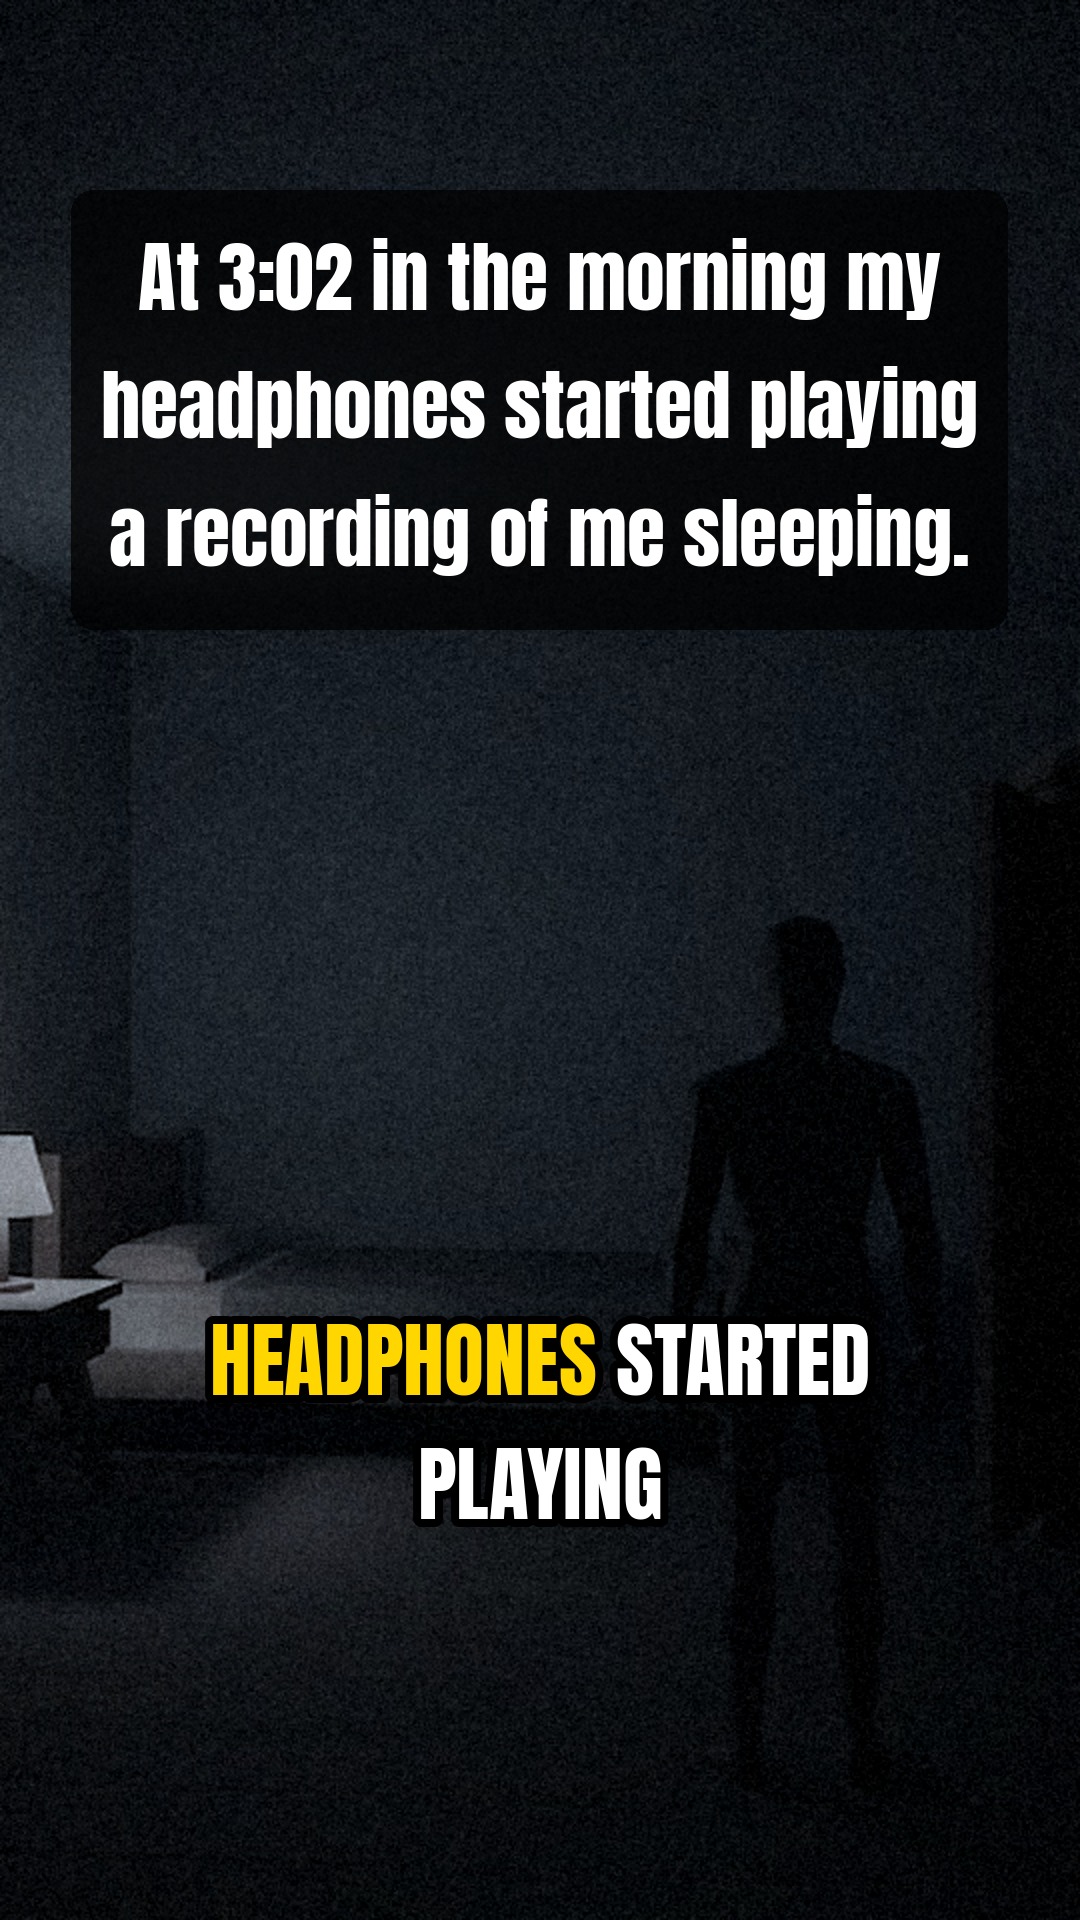 At 3:02 in the morning my
headphones started playing
a recording of me sleeping.
HEADPHONES STARTED
PLAYING